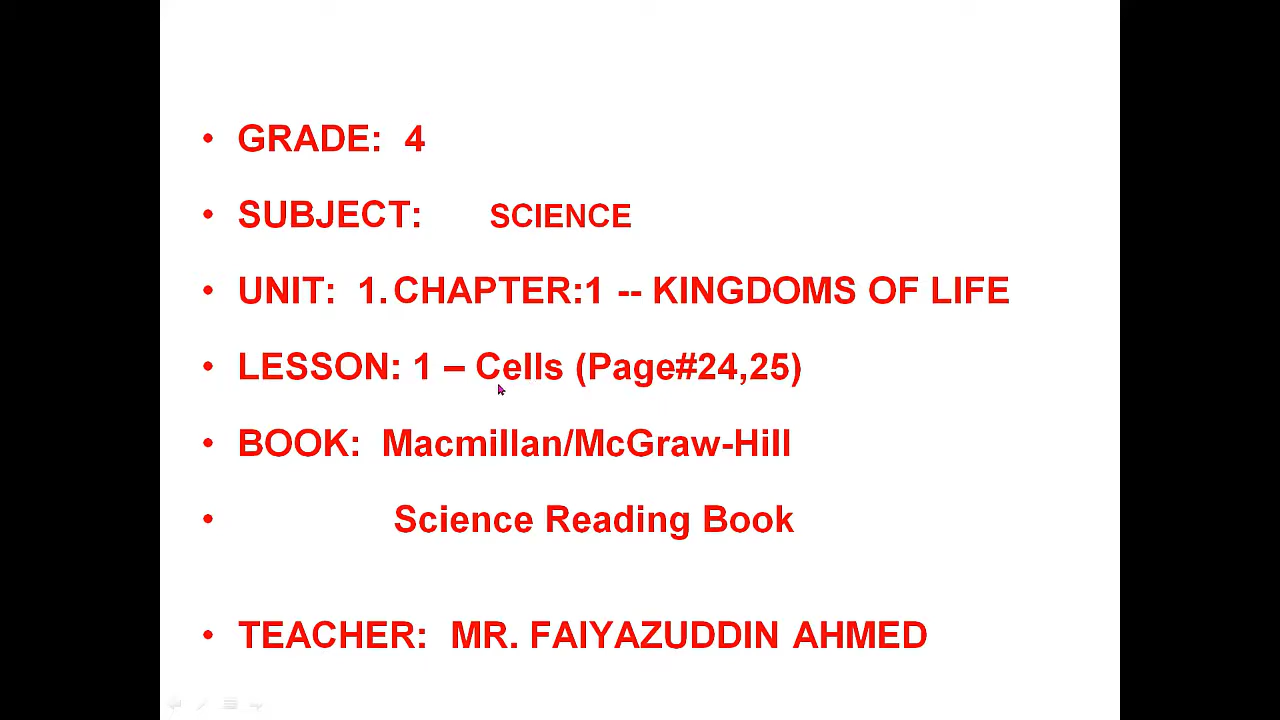 • GRADE: 4
• SUBJECT: SCIENCE
• UNIT: 1. CHAPTER:1 -- KINGDOMS OF LIFE
• LESSON: 1 – Cells (Page#24,25)
• BOOK: Macmillan/McGraw-Hill
• Science Reading Book
• TEACHER: MR. FAIYAZUDDIN AHMED